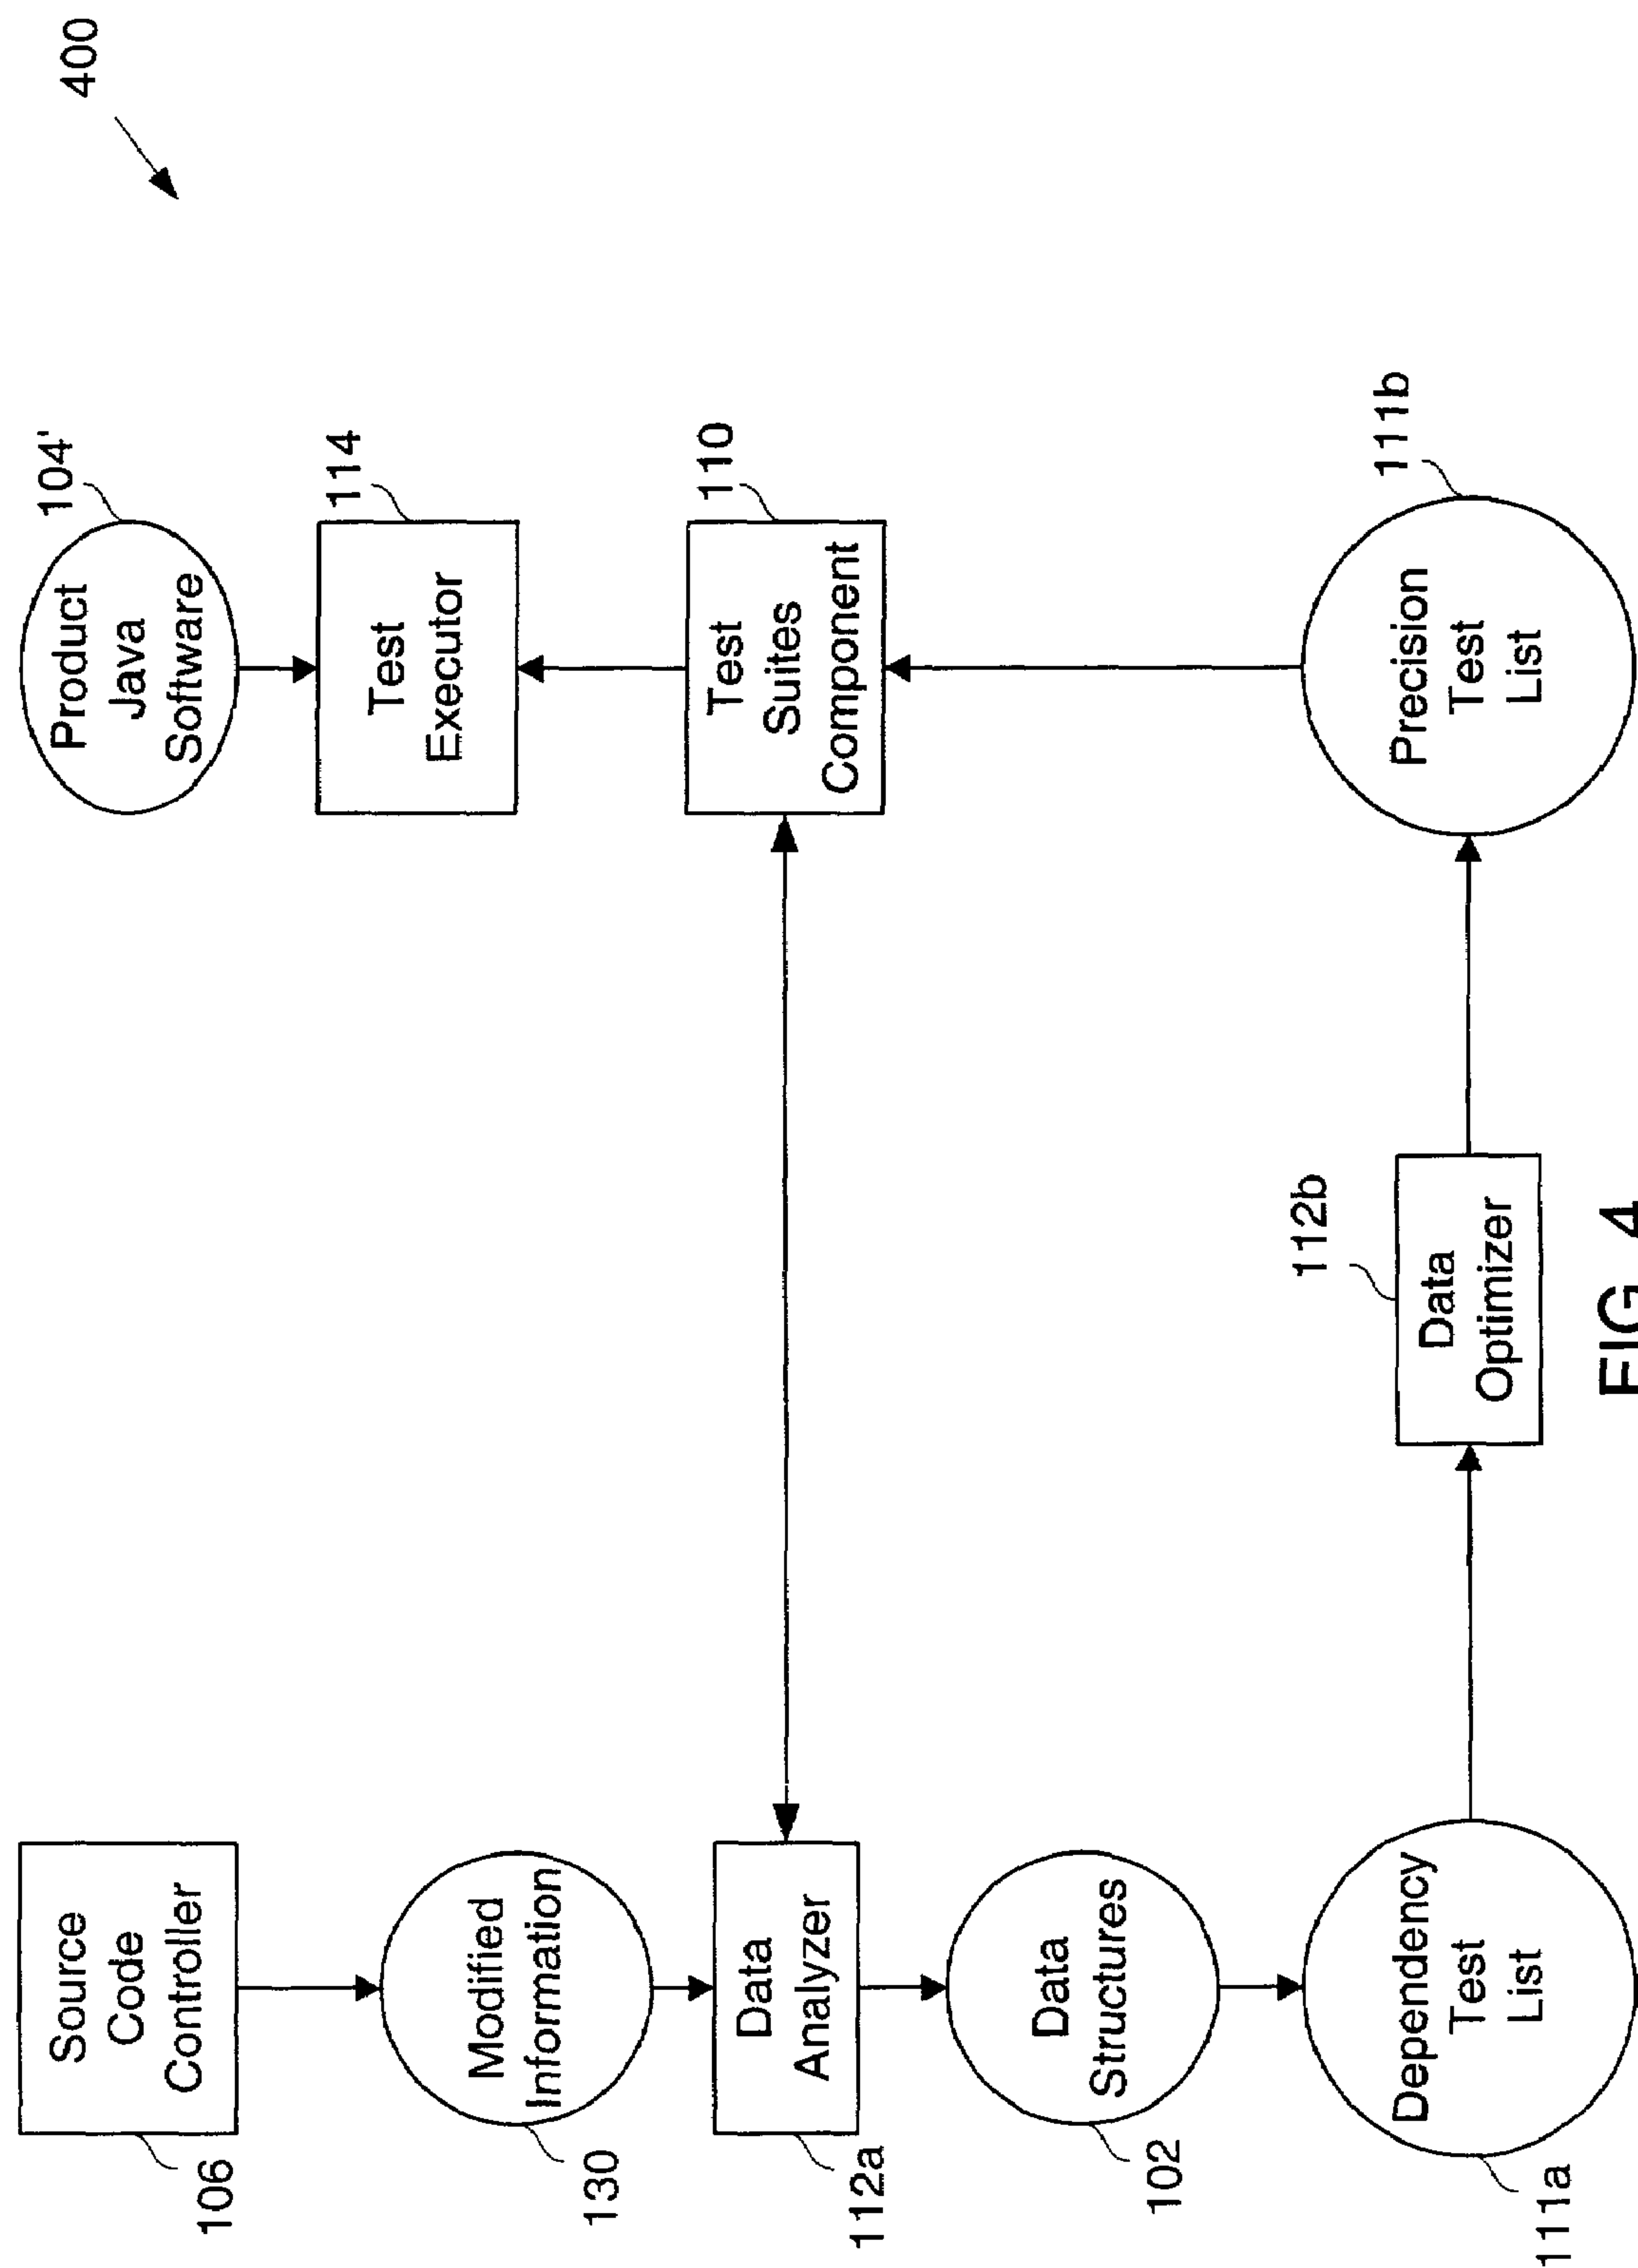 400
Source
Code
Controller
106
Product
Java
Software
104'
Modified
Information
130
Test
Executor
114
Data
Analyzer
112a
Test
Suites
Component
110
Data
Structures
102
Dependency
Test
List
111a
Data
Optimizer
112b
Precision
Test
List
111b
FIG. 4